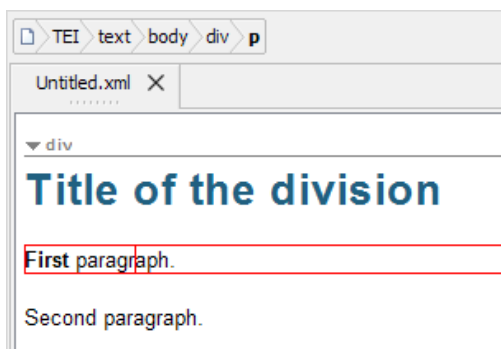 TEI text body div p
Untitled.xml
div
Title of the division
First paragraph.
Second paragraph.